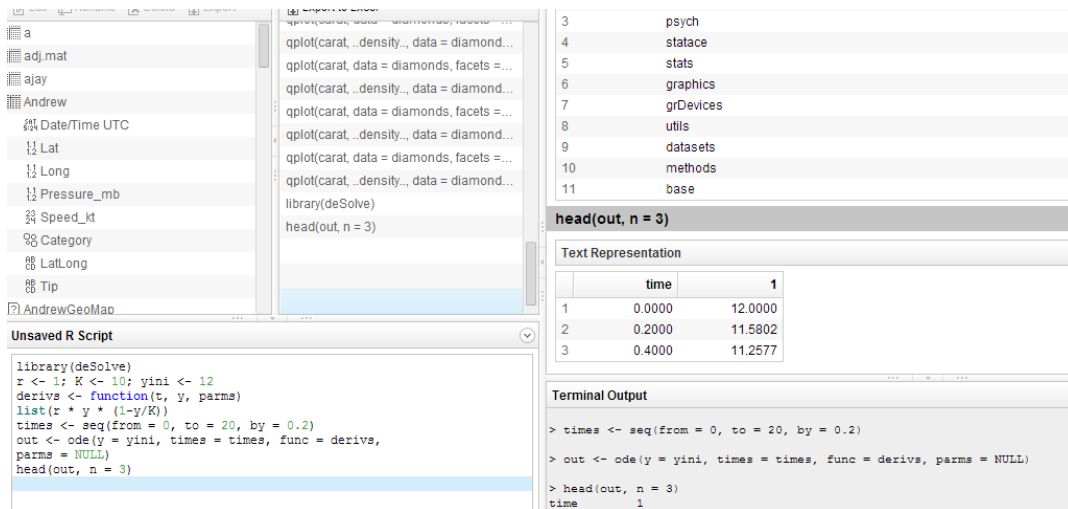 Edit Rename Delete Export
a
adj.mat
ajay
Andrew
Date/Time UTC
Lat
Long
Pressure_mb
Speed_kt
Category
LatLong
Tip
AndrewGeoMap
Export to Excel
qplot(carat, data = diamonds, facets =...
qplot(carat, ..density.., data = diamond...
qplot(carat, data = diamonds, facets =...
qplot(carat, ..density.., data = diamond...
qplot(carat, data = diamonds, facets =...
qplot(carat, ..density.., data = diamond...
qplot(carat, data = diamonds, facets =...
qplot(carat, ..density.., data = diamond...
library(deSolve)
head(out, n = 3)
3 psych
4 statace
5 stats
6 graphics
7 grDevices
8 utils
9 datasets
10 methods
11 base
head(out, n = 3)
Text Representation
time 1
1 0.0000 12.0000
2 0.2000 11.5802
3 0.4000 11.2577
Unsaved R Script
library(deSolve)
r <- 1; K <- 10; yini <- 12
derivs <- function(t, y, parms)
list(r * y * (1-y/K))
times <- seq(from = 0, to = 20, by = 0.2)
out <- ode(y = yini, times = times, func = derivs,
parms = NULL)
head(out, n = 3)
Terminal Output
> times <- seq(from = 0, to = 20, by = 0.2)
> out <- ode(y = yini, times = times, func = derivs, parms = NULL)
> head(out, n = 3)
time 1